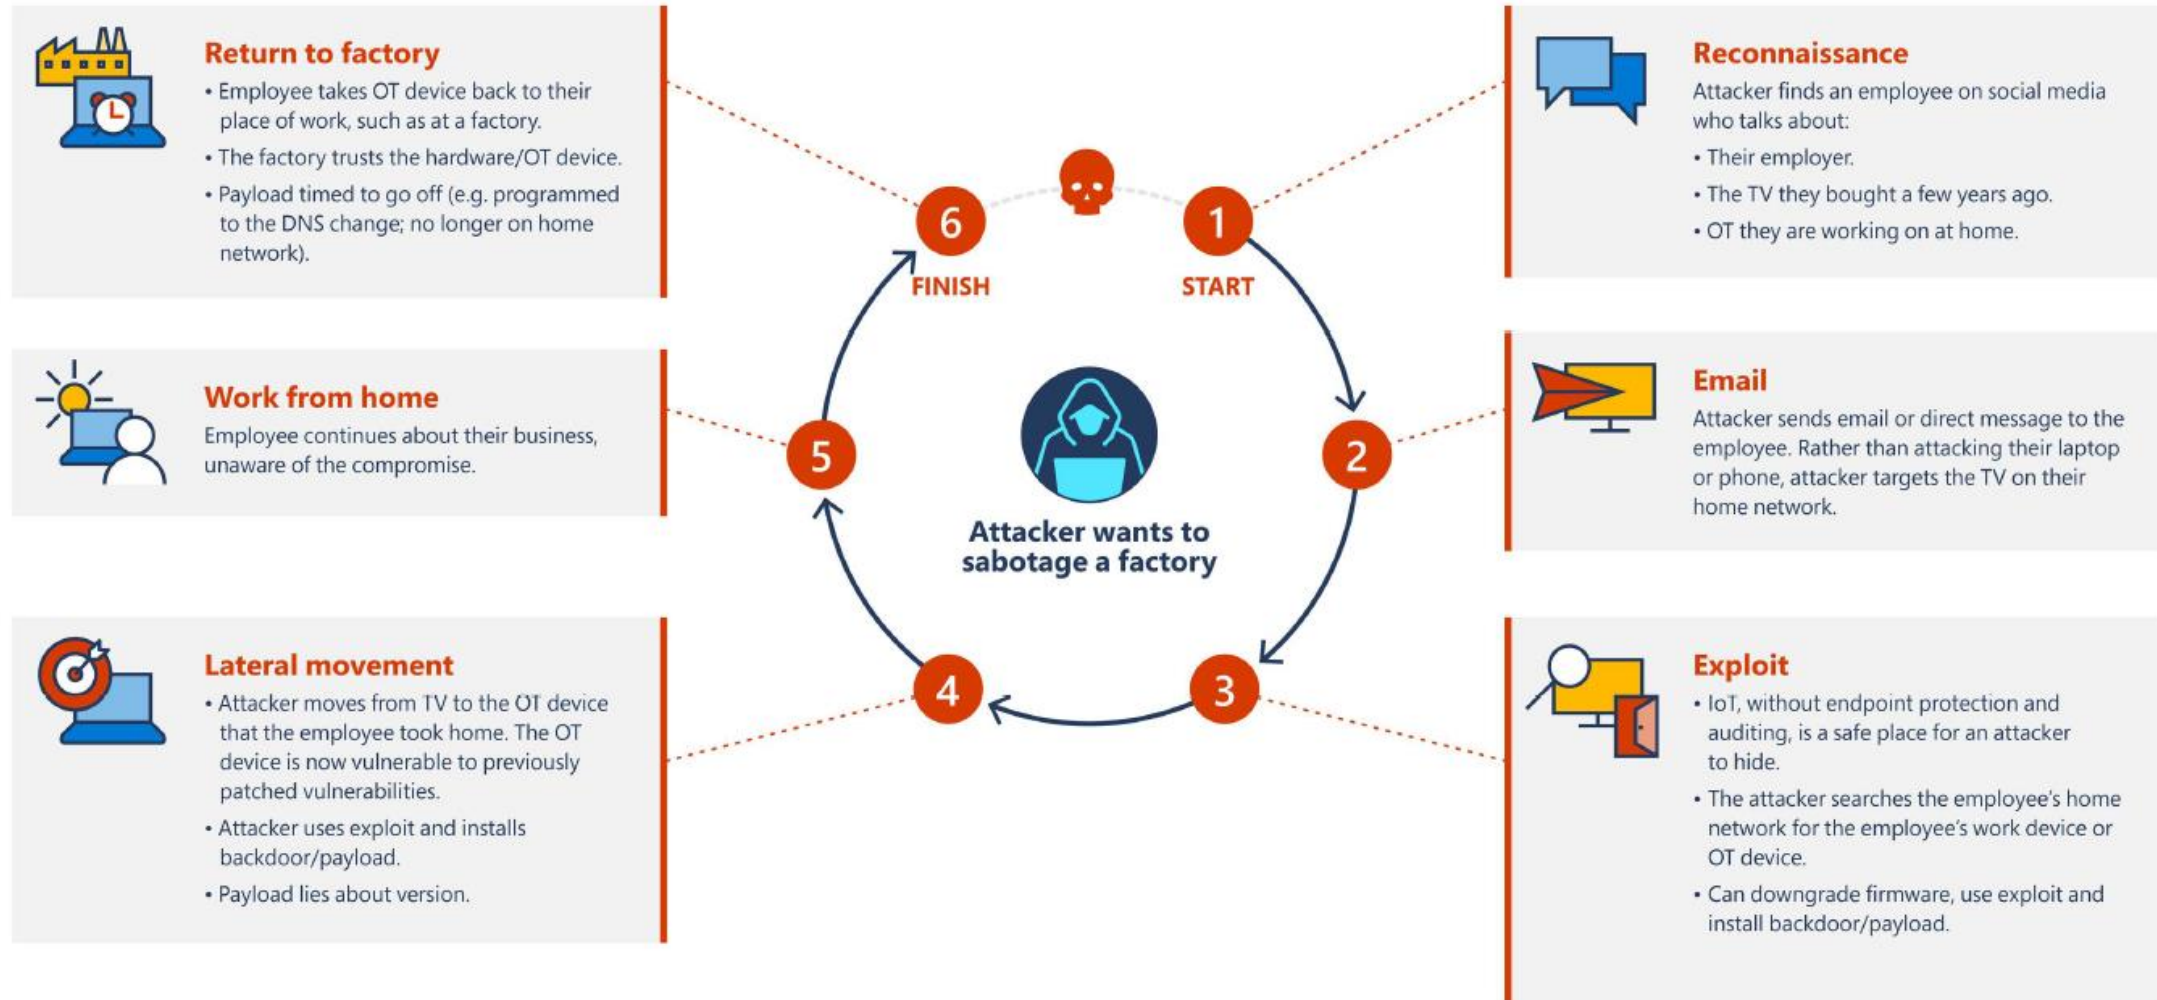 Return to factory
• Employee takes OT device back to their
place of work, such as at a factory.
• The factory trusts the hardware/OT device.
• Payload timed to go off (e.g. programmed
to the DNS change; no longer on home
network).
Work from home
Employee continues about their business,
unaware of the compromise.
Lateral movement
• Attacker moves from TV to the OT device
that the employee took home. The OT
device is now vulnerable to previously
patched vulnerabilities.
• Attacker uses exploit and installs
backdoor/payload.
• Payload lies about version.
6
FINISH
1
START
5
2
Attacker wants to
sabotage a factory
4
3
Reconnaissance
Attacker finds an employee on social media
who talks about:
• Their employer.
• The TV they bought a few years ago.
• OT they are working on at home.
Email
Attacker sends email or direct message to the
employee. Rather than attacking their laptop
or phone, attacker targets the TV on their
home network.
Exploit
• IoT, without endpoint protection and
auditing, is a safe place for an attacker
to hide.
• The attacker searches the employee's home
network for the employee's work device or
OT device.
• Can downgrade firmware, use exploit and
install backdoor/payload.